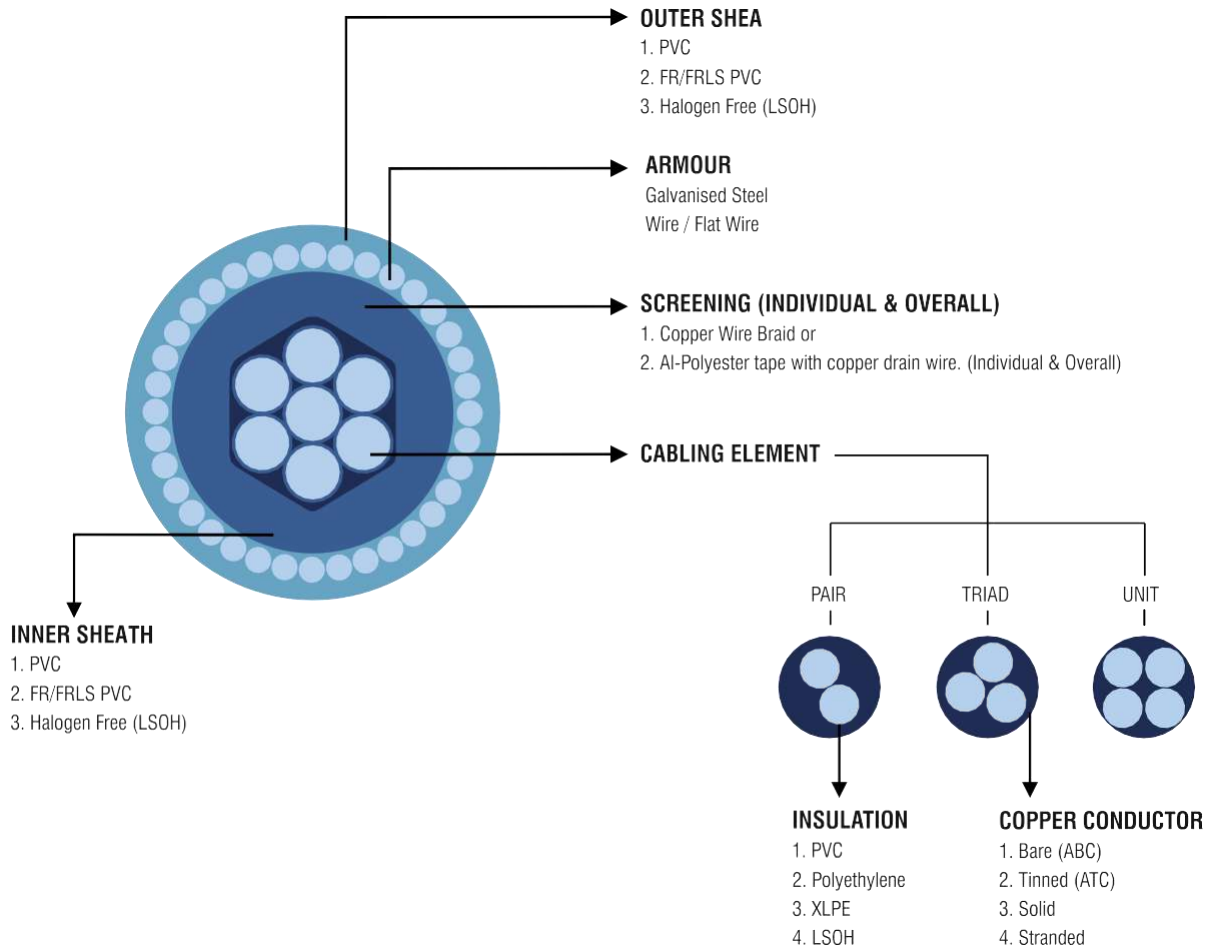 OUTER SHEA
1. PVC
2. FR/FRLS PVC
3. Halogen Free (LSOH)
ARMOUR
Galvanised Steel
Wire / Flat Wire
SCREENING (INDIVIDUAL & OVERALL)
1. Copper Wire Braid or
2. Al-Polyester tape with copper drain wire. (Individual & Overall)
CABLING ELEMENT
PAIR
TRIAD
UNIT
INNER SHEATH
1. PVC
2. FR/FRLS PVC
3. Halogen Free (LSOH)
INSULATION
1. PVC
2. Polyethylene
3. XLPE
4. LSOH
COPPER CONDUCTOR
1. Bare (ABC)
2. Tinned (ATC)
3. Solid
4. Stranded